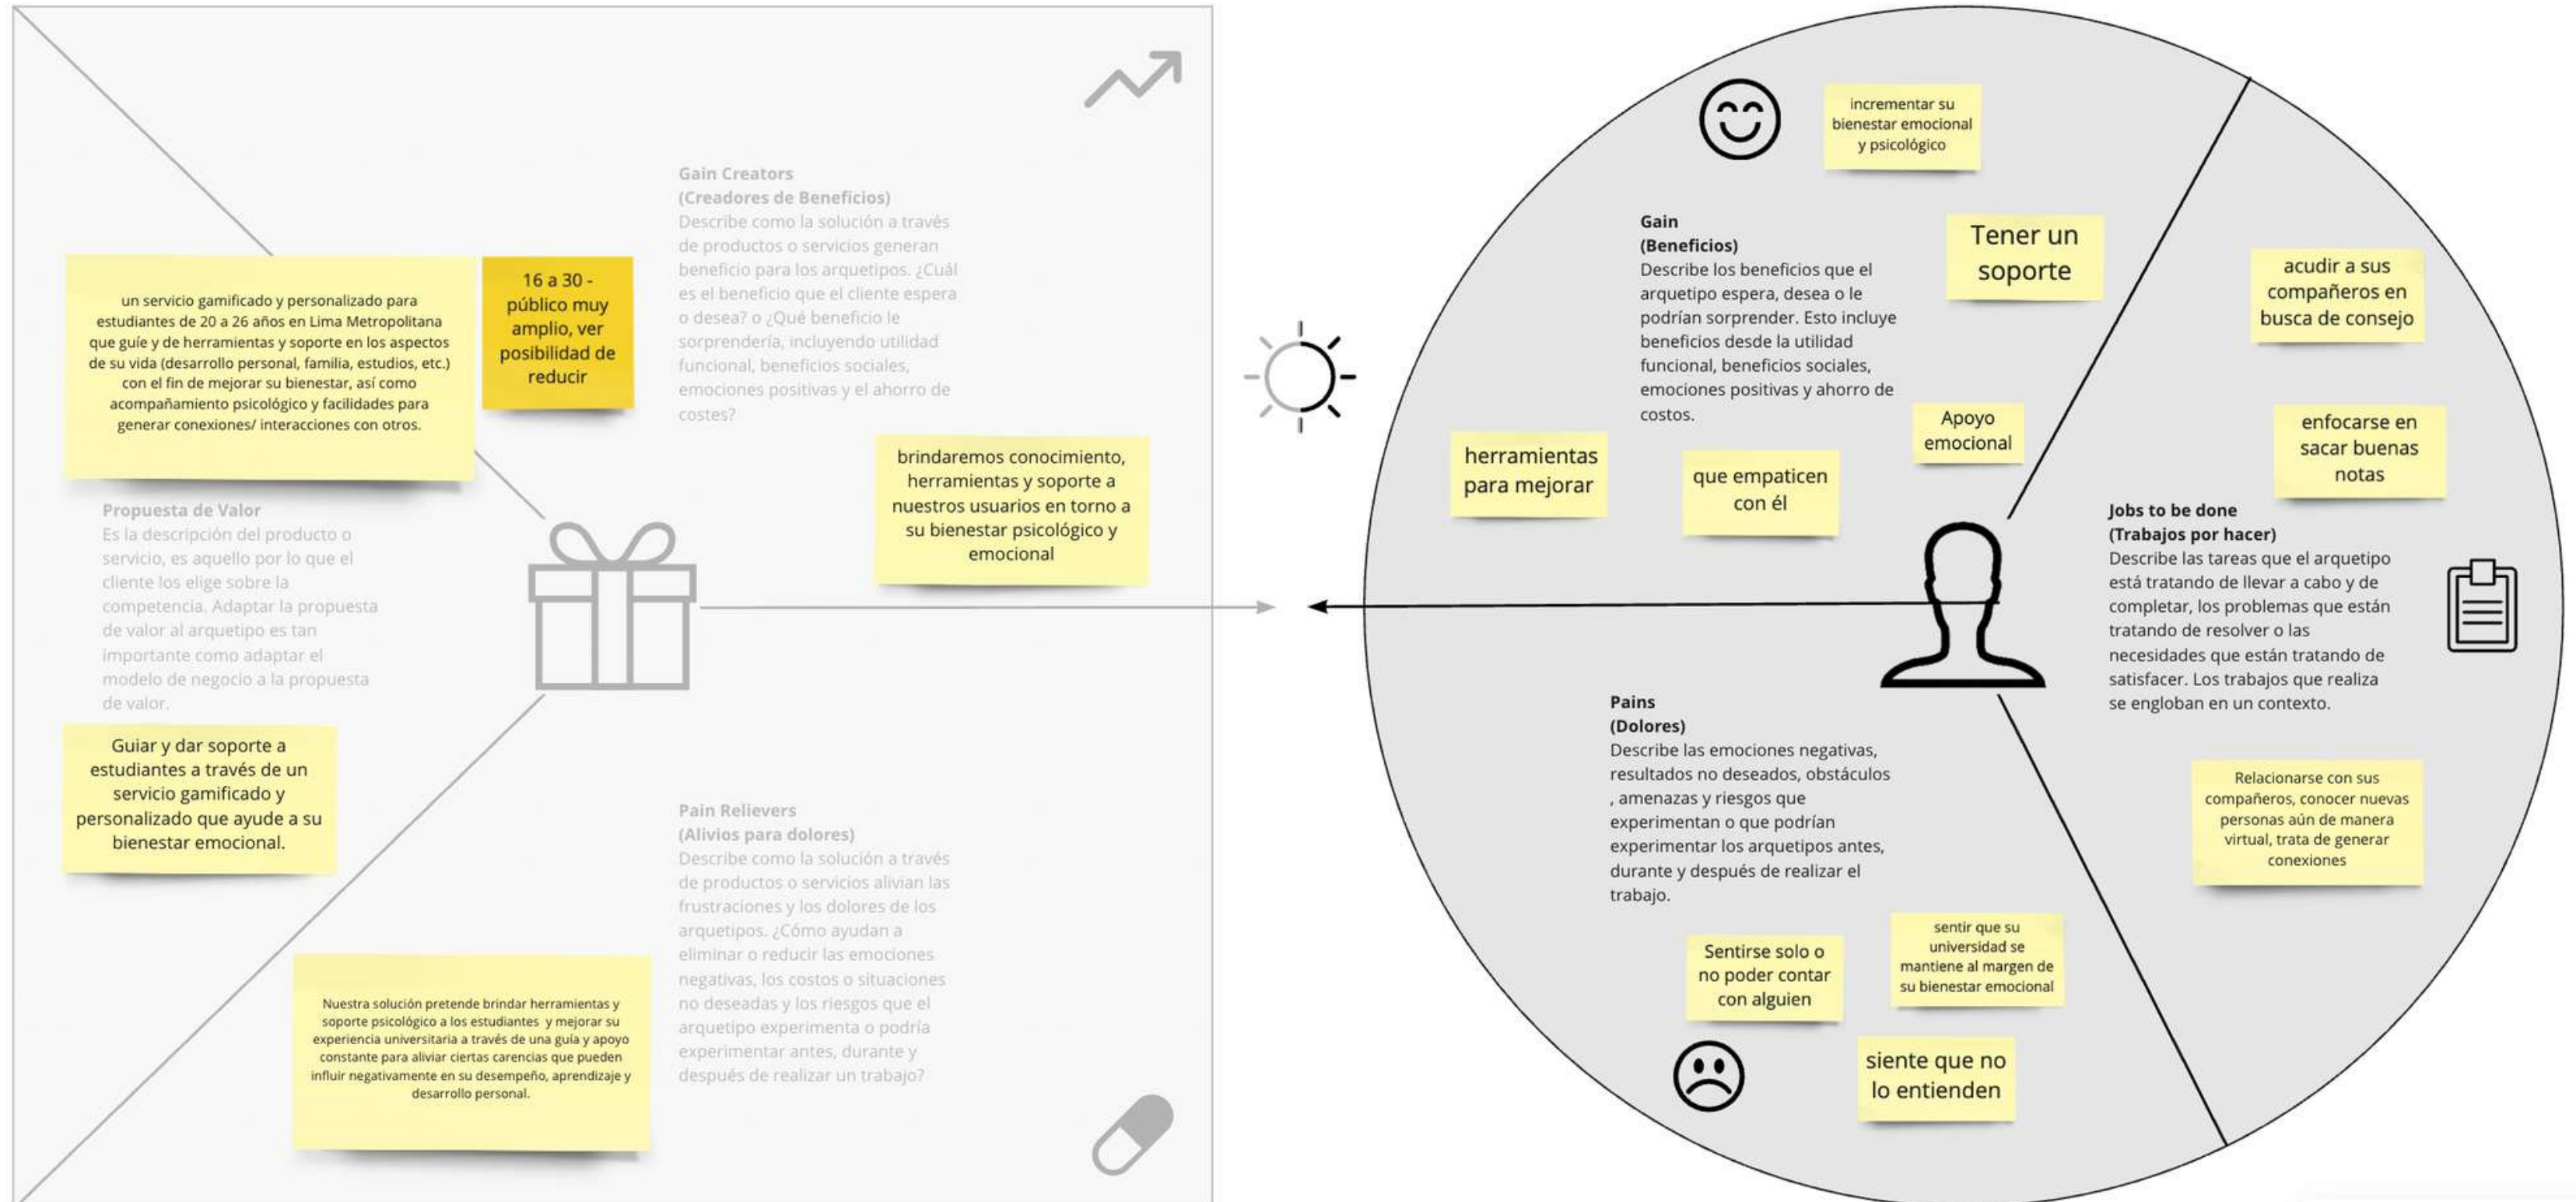 un servicio gamificado y personalizado para
estudiantes de 20 a 26 años en Lima Metropolitana
que guíe y de herramientas y soporte en los aspectos
de su vida (desarrollo personal, familia, estudios, etc.)
con el fin de mejorar su bienestar, así como
acompañamiento psicológico y facilidades para
generar conexiones/ interacciones con otros.
16 a 30 -
público muy
amplio, ver
posibilidad de
reducir
Propuesta de Valor
Es la descripción del producto o
servicio, es aquello por lo que el
cliente los elige sobre la
competencia. Adaptar la propuesta
de valor al arquetipo es tan
importante como adaptar el
modelo de negocio a la propuesta
de valor.
Guiar y dar soporte a
estudiantes a través de un
servicio gamificado y
personalizado que ayude a su
bienestar emocional.
Gain Creators
(Creadores de Beneficios)
Describe como la solución a través
de productos o servicios generan
beneficio para los arquetipos. ¿Cuál
es el beneficio que el cliente espera
o desea? o ¿Qué beneficio le
sorprendería, incluyendo utilidad
funcional, beneficios sociales,
emociones positivas y el ahorro de
costes?
brindaremos conocimiento,
herramientas y soporte a
nuestros usuarios en torno a
su bienestar psicológico y
emocional
Pain Relievers
(Alivios para dolores)
Describe como la solución a través
de productos o servicios alivian las
frustraciones y los dolores de los
arquetipos. ¿Cómo ayudan a
eliminar o reducir las emociones
negativas, los costos o situaciones
no deseadas y los riesgos que el
arquetipo experimenta o podría
experimentar antes, durante y
después de realizar un trabajo?
Nuestra solución pretende brindar herramientas y
soporte psicológico a los estudiantes y mejorar su
experiencia universitaria a través de una guía y apoyo
constante para aliviar ciertas carencias que pueden
influir negativamente en su desempeño, aprendizaje y
desarrollo personal.
incrementar su
bienestar emocional
y psicológico
Gain
(Beneficios)
Describe los beneficios que el
arquetipo espera, desea o le
podrían sorprender. Esto incluye
beneficios desde la utilidad
funcional, beneficios sociales,
emociones positivas y ahorro de
costos.
Tener un
soporte
Apoyo
emocional
herramientas
para mejorar
que empaticen
con él
acudir a sus
compañeros en
busca de consejo
enfocarse en
sacar buenas
notas
Jobs to be done
(Trabajos por hacer)
Describe las tareas que el arquetipo
está tratando de llevar a cabo y de
completar, los problemas que están
tratando de resolver o las
necesidades que están tratando de
satisfacer. Los trabajos que realiza
se engloban en un contexto.
Relacionarse con sus
compañeros, conocer nuevas
personas aún de manera
virtual, trata de generar
conexiones
Pains
(Dolores)
Describe las emociones negativas,
resultados no deseados, obstáculos
, amenazas y riesgos que
experimentan o que podrían
experimentar los arquetipos antes,
durante y después de realizar el
trabajo.
Sentirse solo o
no poder contar
con alguien
sentir que su
universidad se
mantiene al margen de
su bienestar emocional
siente que no
lo entienden